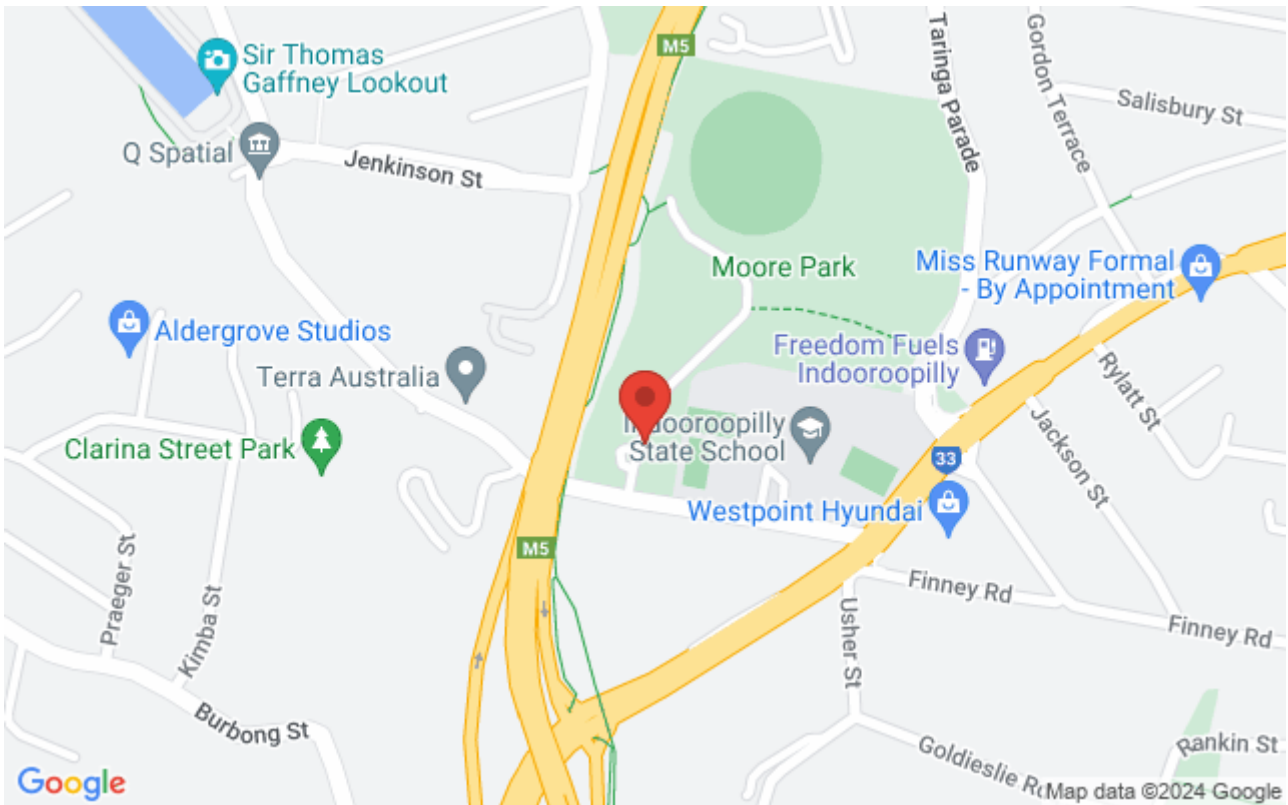 M5
Sir Thomas
Gaffney Lookout
Taringa Parade
Gordon Terrace
Salisbury St
Q Spatial
Jenkinson St
Moore Park
Miss Runway Formal
- By Appointment
Aldergrove Studios
Freedom Fuels
Indooroopilly
Terra Australia
Rylatt St
Clarina Street Park
Indooroopilly
State School
Jackson St
33
Westpoint Hyundai
M5
Praeger St
Kimba St
Finney Rd
Usher St
Finney Rd
Burbong St
Goldieslie
Rankin St
Google
Map data ©2024 Google